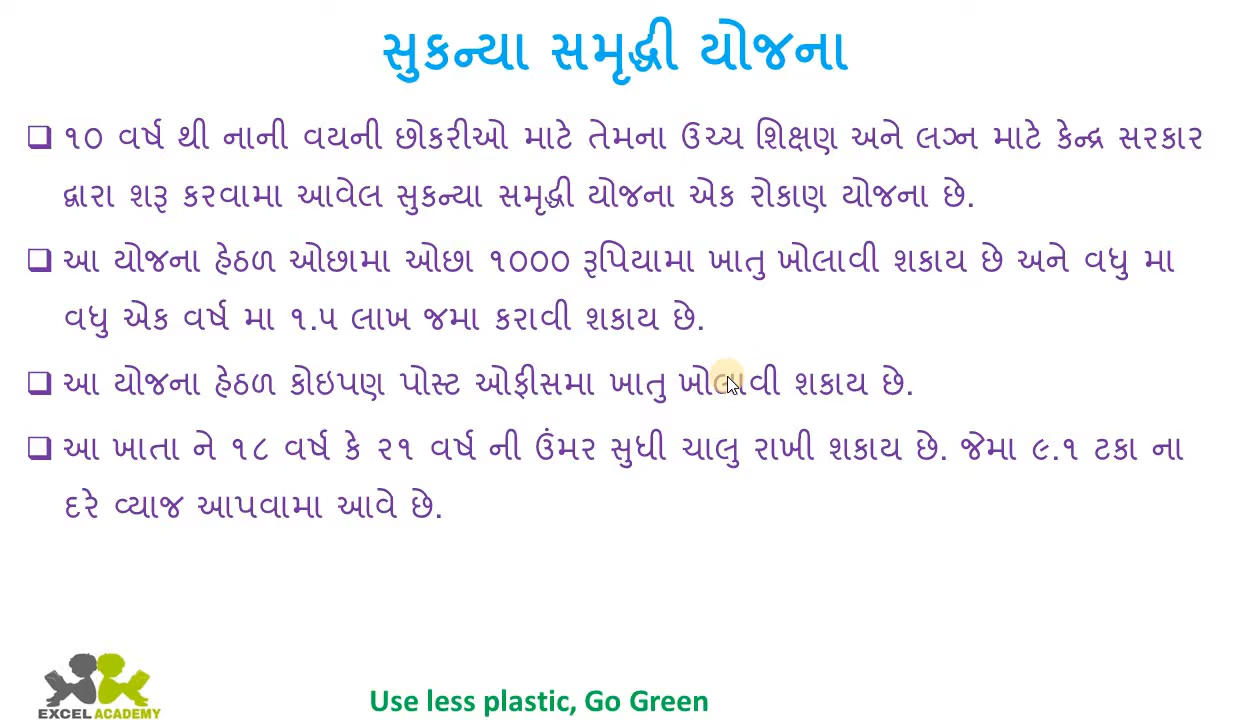 સુકન્યા સમૃદ્ધી યોજના
❑ ૧૦ વર્ષ થી નાની વયની છોકરીઓ માટે તેમના ઉચ્ચ શિક્ષણ અને લગ્ન માટે કેન્દ્ર સરકાર
દ્વારા શરૂ કરવામા આવેલ સુકન્યા સમૃદ્ધી યોજના એક રોકાણ યોજના છે.
❑ આ યોજના હેઠળ ઓછામા ઓછા ૧૦૦૦ રૂપિયામા ખાતુ ખોલાવી શકાય છે અને વધુ મા
વધુ એક વર્ષ મા ૧.૫ લાખ જમા કરાવી શકાય છે.
❑ આ યોજના હેઠળ કોઇપણ પોસ્ટ ઓફીસમા ખાતુ ખોલાવી શકાય છે.
❑ આ ખાતા ને ૧૮ વર્ષ કે ૨૧ વર્ષ ની ઉંમર સુધી ચાલુ રાખી શકાય છે. જેમા ૯.૧ ટકા ના
દરે વ્યાજ આપવામા આવે છે.
EXCEL ACADEMY
Use less plastic, Go Green